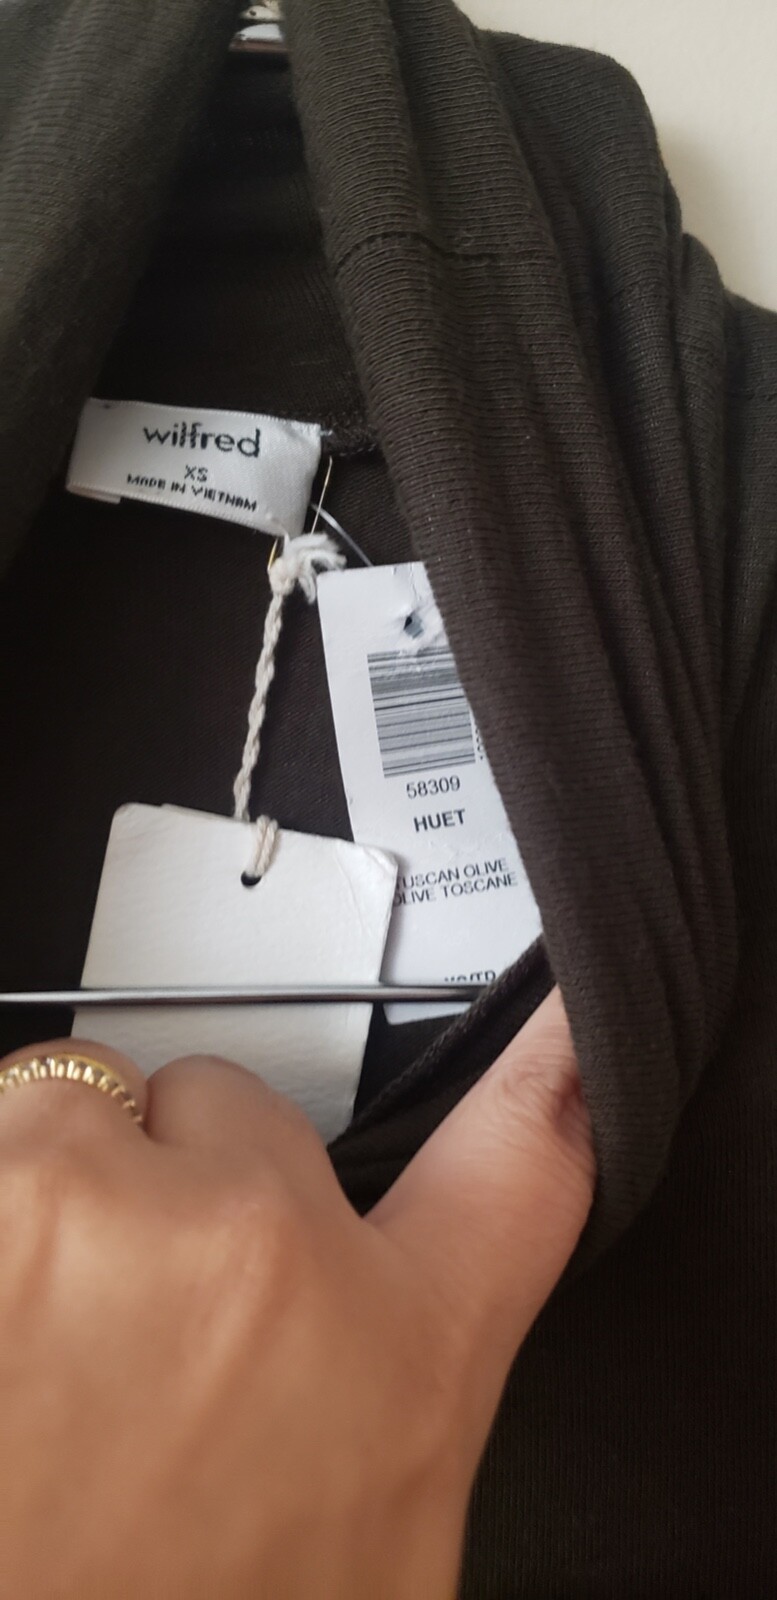 wilfred
XS
MADE IN VIETNAM
58309
HUET
TUSCAN OLIVE
OLIVE TOSCANE